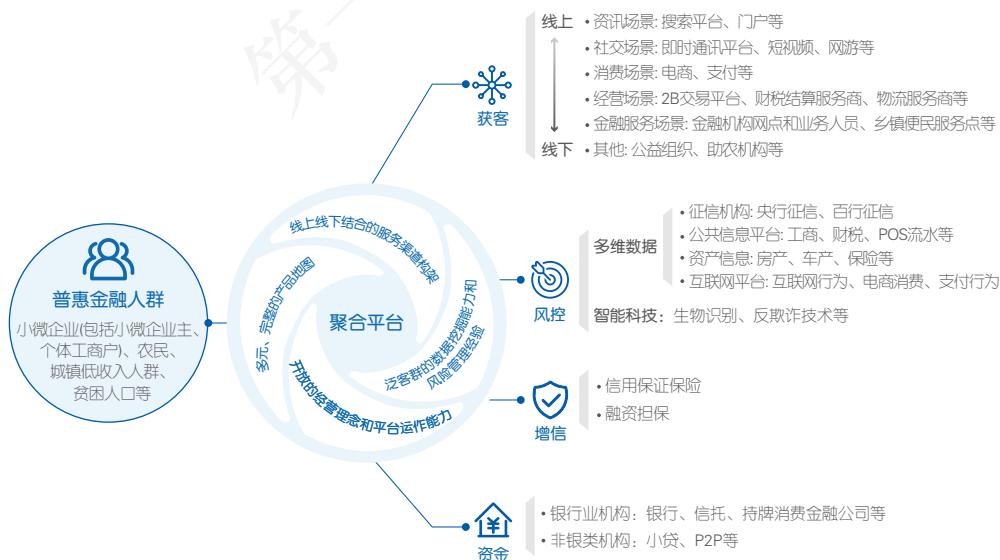 第一
线上
• 资讯场景: 搜索平台、门户等
• 社交场景: 即时通讯平台、短视频、网游等
• 消费场景: 电商、支付等
• 经营场景: 2B交易平台、财税结算服务商、物流服务商等
• 金融服务场景: 金融机构网点和业务人员、乡镇便民服务点等
线下
• 其他: 公益组织、助农机构等
获客
普惠金融人群
小微企业(包括小微企业主、
个体工商户)、农民、
城镇低收入人群、
贫困人口等
聚合平台
线上线下结合的服务渠道构架
多元、完整的产品地图
泛客群的数据挖掘能力和
风险管理经验
开放的经营理念和平台运作能力
风控
多维数据
• 征信机构: 央行征信、百行征信
• 公共信息平台: 工商、财税、POS流水等
• 资产信息: 房产、车产、保险等
• 互联网平台: 互联网行为、电商消费、支付行为
智能科技：生物识别、反欺诈技术等
增信
• 信用保证保险
• 融资担保
资金
• 银行业机构：银行、信托、持牌消费金融公司等
• 非银类机构：小贷、P2P等